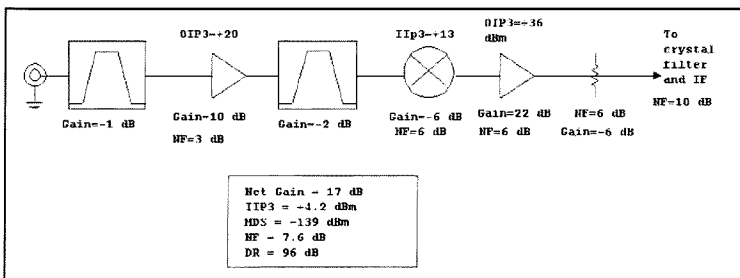 OIP3=+20
IIp3=+13
OIP3=+36
dBm
To
crystal
filter
and IF
NF=10 dB
Gain=-1 dB
Gain=10 dB
NF=3 dB
Gain=-2 dB
Gain=-6 dB
NF=6 dB
Gain=22 dB
NF=6 dB
NF=6 dB
Gain=-6 dB
Net Gain = 17 dB
IIP3 = +4.2 dBm
MDS = -139 dBm
NF = 7.6 dB
DR = 96 dB